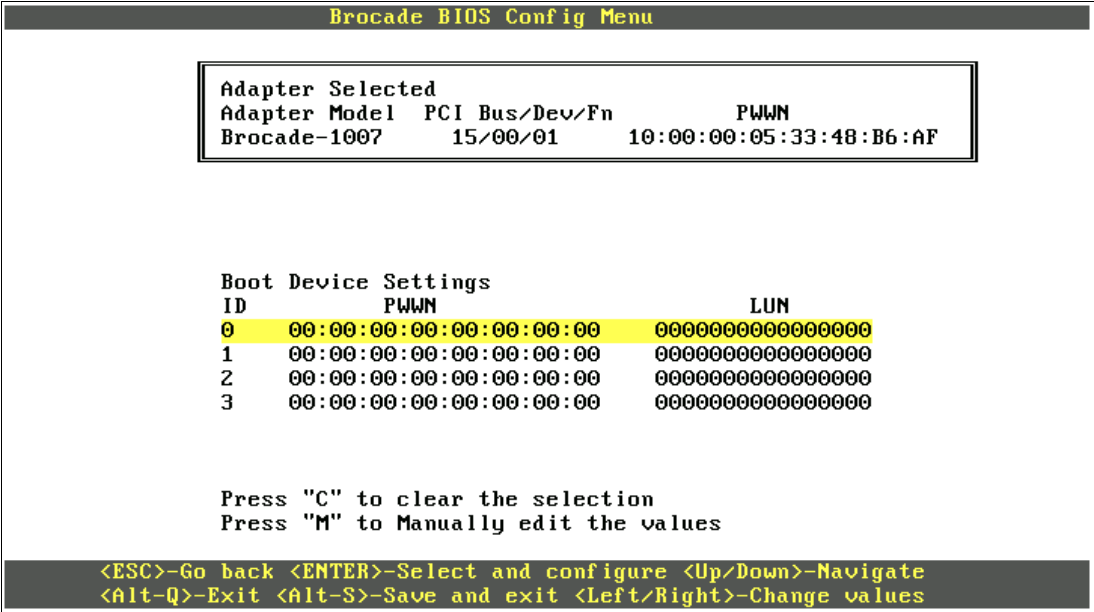 Brocade BIOS Config Menu
Adapter Selected
Adapter Model PCI Bus/Dev/Fn PWWN
Brocade-1007 15/00/01 10:00:00:05:33:48:B6:AF
Boot Device Settings
ID PWWN LUN
0 00:00:00:00:00:00:00:00 0000000000000000
1 00:00:00:00:00:00:00:00 0000000000000000
2 00:00:00:00:00:00:00:00 0000000000000000
3 00:00:00:00:00:00:00:00 0000000000000000
Press "C" to clear the selection
Press "M" to Manually edit the values
<ESC>-Go back <ENTER>-Select and configure <Up/Down>-Navigate
<Alt-Q>-Exit <Alt-S>-Save and exit <Left/Right>-Change values